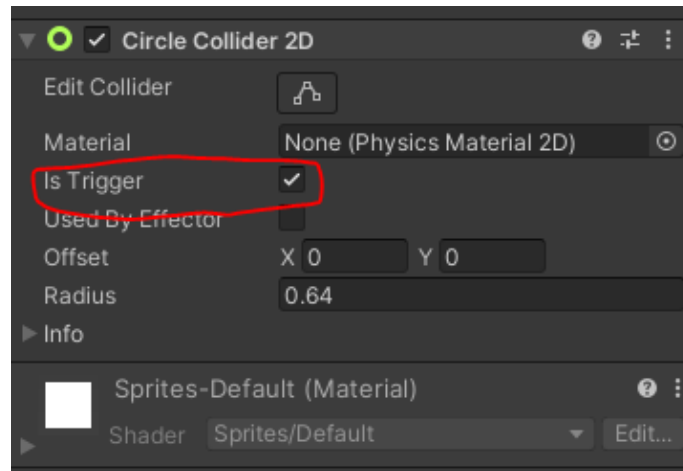 Circle Collider 2D
Edit Collider
Material None (Physics Material 2D)
Is Trigger
Used By Effector
Offset X 0 Y 0
Radius 0.64
Info
Sprites-Default (Material)
Shader Sprites/Default Edit...